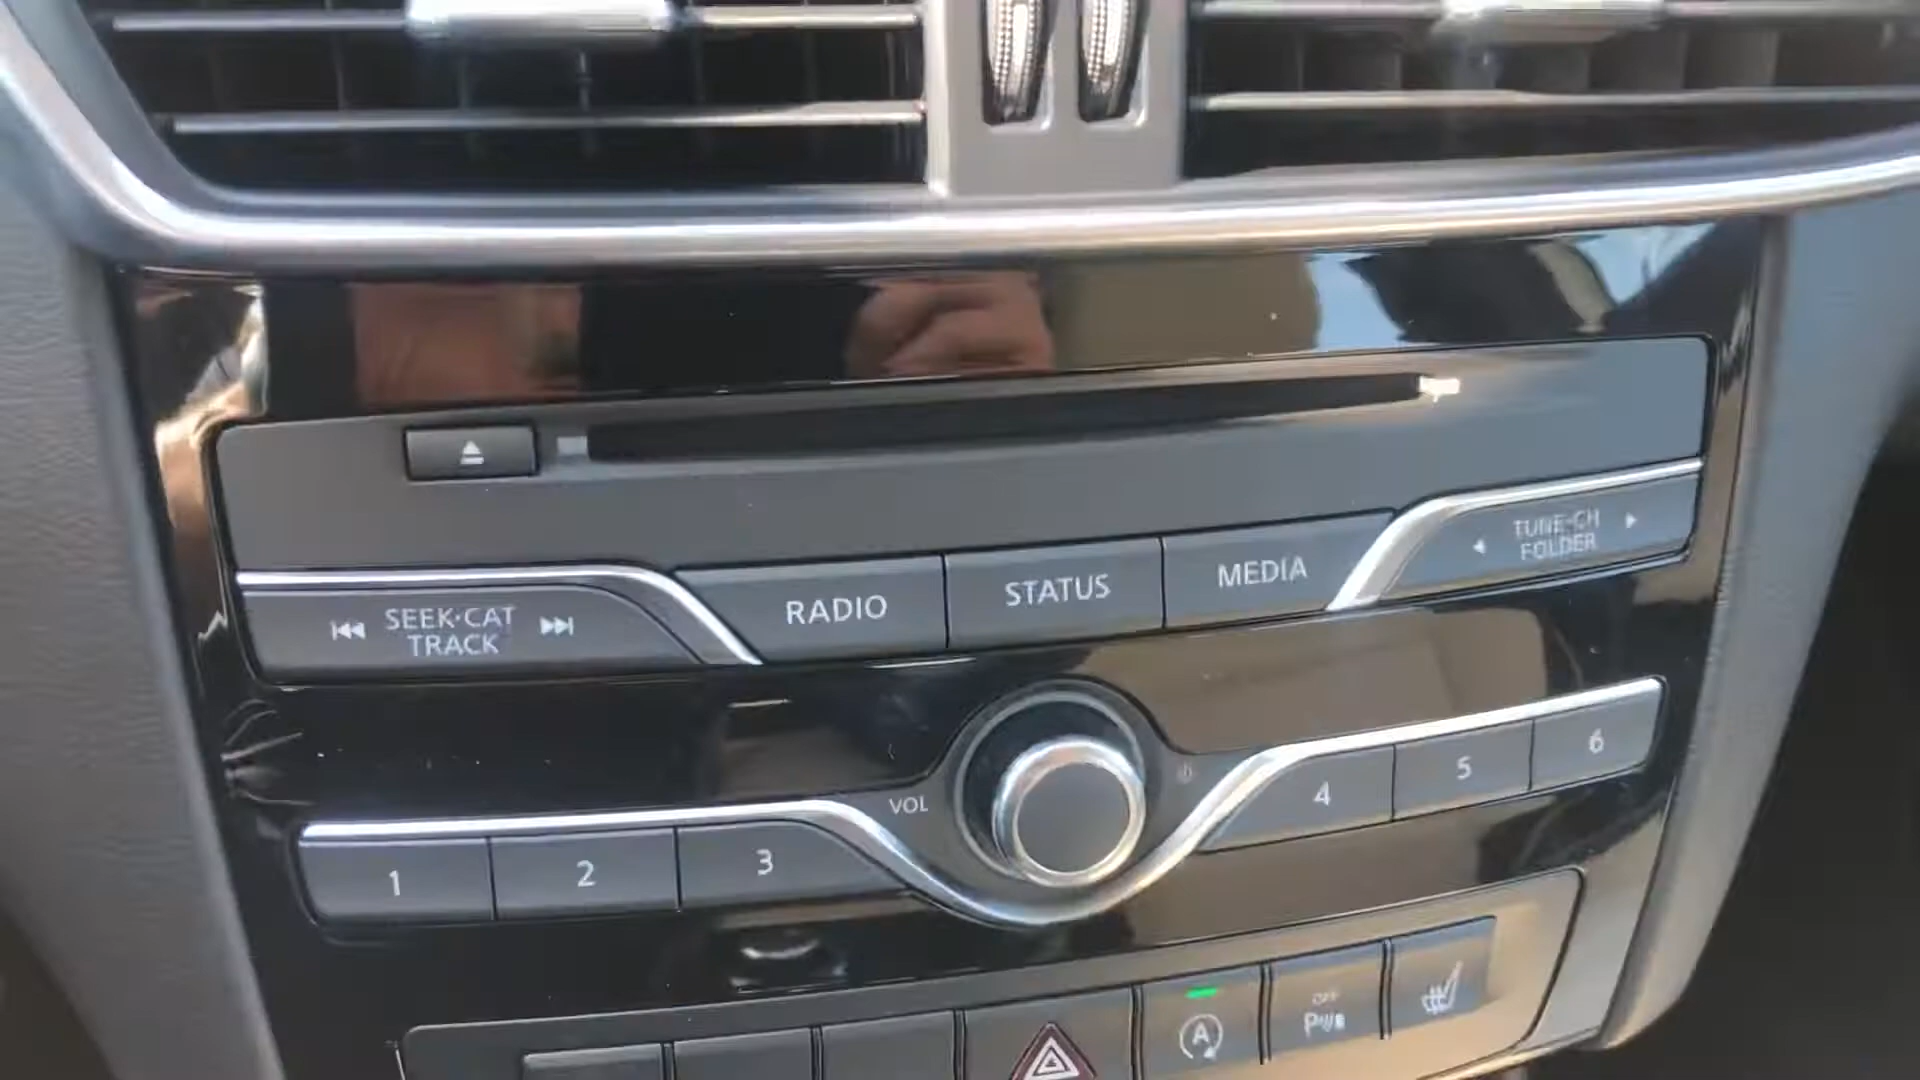 SEEK·CAT
TRACK
RADIO
STATUS
MEDIA
TUNE·CH
FOLDER
VOL
1
2
3
4
5
6
A
OFF